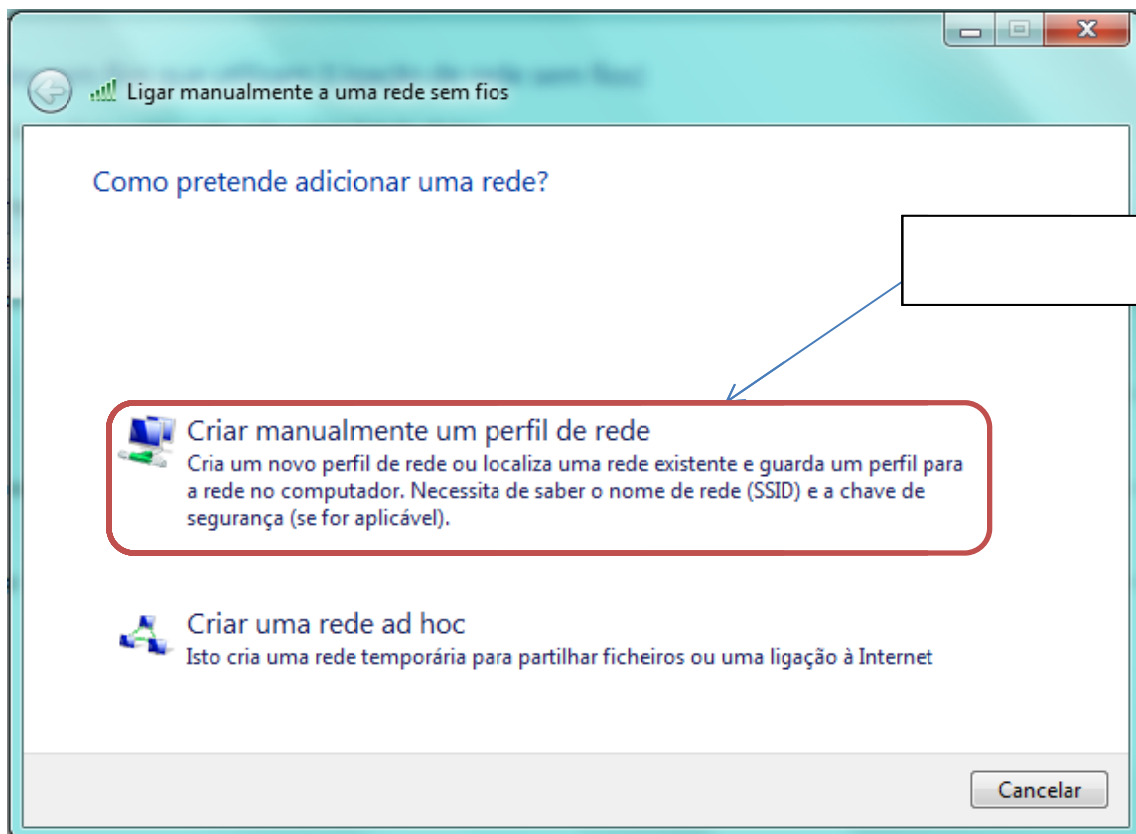 Ligar manualmente a uma rede sem fios
Como pretende adicionar uma rede?
Criar manualmente um perfil de rede
Cria um novo perfil de rede ou localiza uma rede existente e guarda um perfil para
a rede no computador. Necessita de saber o nome de rede (SSID) e a chave de
segurança (se for aplicável).
Criar uma rede ad hoc
Isto cria uma rede temporária para partilhar ficheiros ou uma ligação à Internet
Cancelar